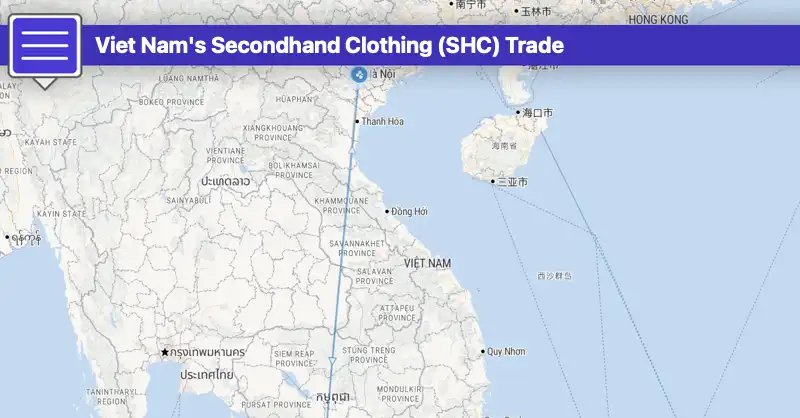 南宁市
玉林市
HONG KONG
Viet Nam's Secondhand Clothing (SHC) Trade
湛江市
à Nội
LUANG NAMTHA
BOKEO PROVINCE
HUAPHAN
Thanh Hóa
海口市
KAYAH STATE
XIANGKHOUANG
PROVINCE
海南省
VIENTIANE
PROVINCE
BOLIKHAMSAI
PROVINCE
REGION
ປະເທດລາວ
三亚市
SAINYABULI
KHAMMOUANE
PROVINCE
KAYIN STATE
Đồng Hới
ရန်ကုန်
SAVANNAKHET
PROVINCE
VIỆT NAM
SALAVAN
PROVINCE
西沙群岛
ATTAPEU
PROVINCE
กรุงเทพมหานคร
SIEM REAP
PROVINCE
STUNG TRENG
PROVINCE
Quy Nhơn
ประเทศไทย
TANINTHARYI
REGION
PURSAT PROVINCE
កម្ពុជា
MONDULKIRI
PROVINCE